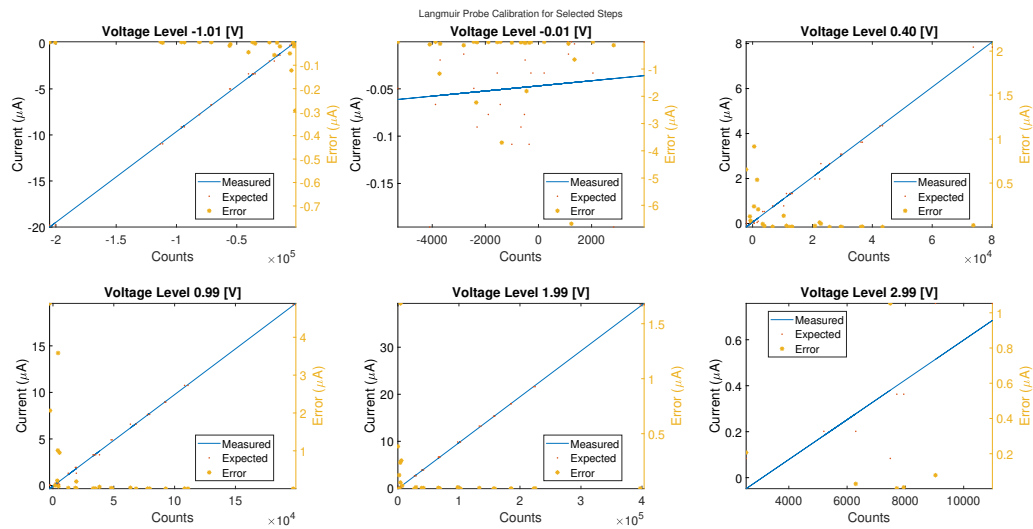 Langmuir Probe Calibration for Selected Steps
Voltage Level -1.01 [V]
0
-5
-10
-15
-20
Current (μA)
-0.1
-0.2
-0.3
-0.4
-0.5
-0.6
-0.7
Error (μA)
-2
-1.5
-1
-0.5
Counts
×10⁵
Measured
Expected
Error
Voltage Level -0.01 [V]
-0.05
-0.1
-0.15
Current (μA)
-1
-2
-3
-4
-5
-6
Error (μA)
-4000
-2000
0
2000
Counts
Measured
Expected
Error
Voltage Level 0.40 [V]
8
6
4
2
0
Current (μA)
2
1.5
1
0.5
Error (μA)
0
2
4
6
8
Counts
×10⁴
Measured
Expected
Error
Voltage Level 0.99 [V]
15
10
5
0
Current (μA)
4
3
2
1
Error (μA)
0
5
10
15
Counts
×10⁴
Measured
Expected
Error
Voltage Level 1.99 [V]
30
20
10
0
Current (μA)
1.5
1
0.5
Error (μA)
0
1
2
3
4
Counts
×10⁵
Measured
Expected
Error
Voltage Level 2.99 [V]
0.6
0.4
0.2
0
Current (μA)
1
0.8
0.6
0.4
0.2
Error (μA)
4000
6000
8000
10000
Counts
Measured
Expected
Error